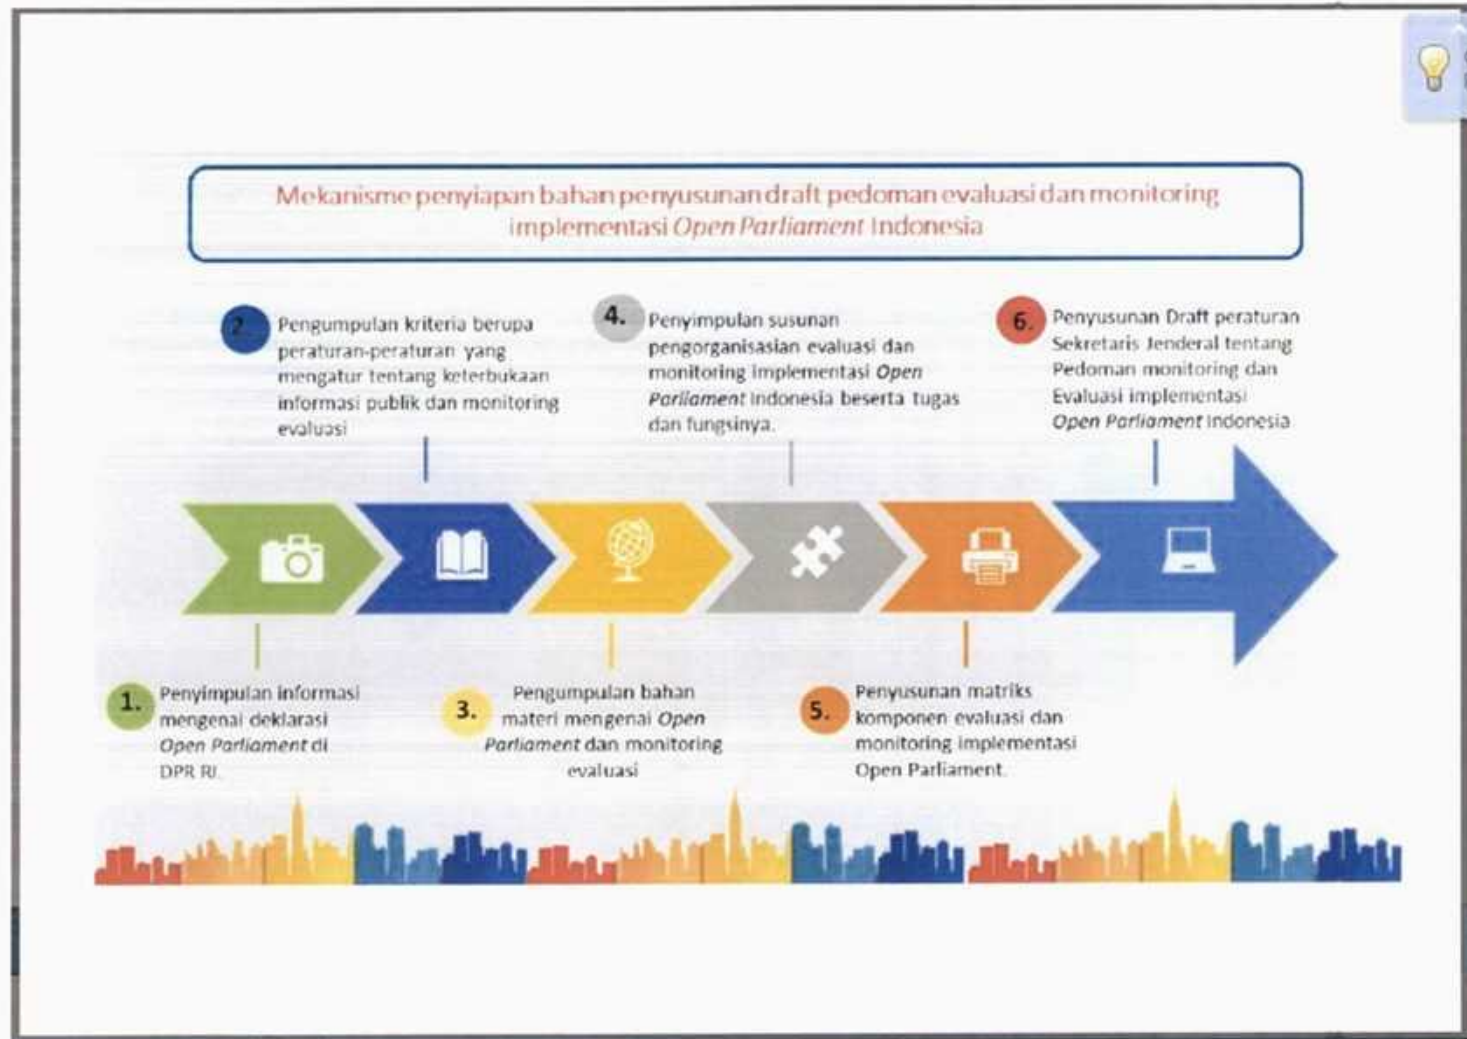 Mekanisme penyiapan bahan penyusunan draft pedoman evaluasi dan monitoring
implementasi Open Parliament Indonesia
2.
Pengumpulan kriteria berupa
peraturan-peraturan yang
mengatur tentang keterbukaan
informasi publik dan monitoring
evaluasi
4.
Penyimpulan susunan
pengorganisasian evaluasi dan
monitoring implementasi Open
Parliament Indonesia beserta tugas
dan fungsinya.
6.
Penyusunan Draft peraturan
Sekretaris Jenderal tentang
Pedoman monitoring dan
Evaluasi implementasi
Open Parliament Indonesia
1.
Penyimpulan informasi
mengenai deklarasi
Open Parliament di
DPR RI.
3.
Pengumpulan bahan
materi mengenai Open
Parliament dan monitoring
evaluasi
5.
Penyusunan matriks
komponen evaluasi dan
monitoring implementasi
Open Parliament.